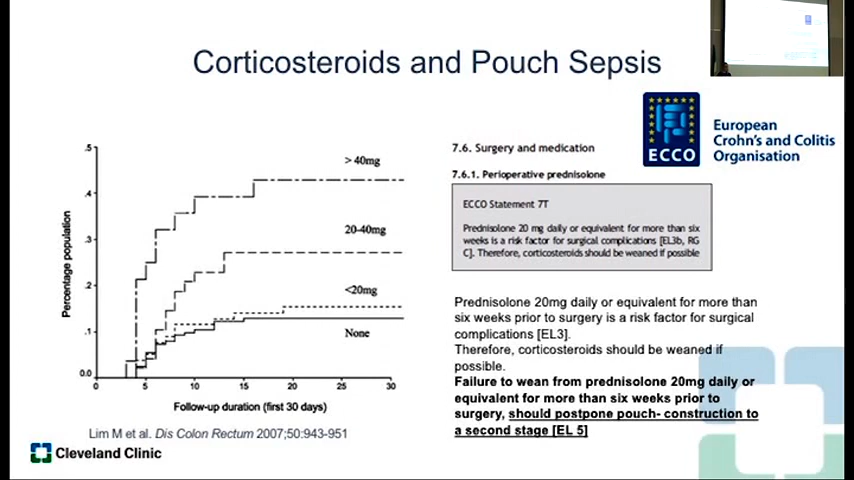 Corticosteroids and Pouch Sepsis
ECCO
European
Crohn's and Colitis
Organisation
.5
.4
.3
.2
.1
0.0
Percentage population
> 40mg
20-40mg
<20mg
None
0
5
10
15
20
25
30
Follow-up duration (first 30 days)
Lim M et al. Dis Colon Rectum 2007;50:943-951
Cleveland Clinic
7.6. Surgery and medication
7.6.1. Perioperative prednisolone
ECCO Statement 7T
Prednisolone 20 mg daily or equivalent for more than six
weeks is a risk factor for surgical complications [EL3b, RG
C]. Therefore, corticosteroids should be weaned if possible
Prednisolone 20mg daily or equivalent for more than
six weeks prior to surgery is a risk factor for surgical
complications [EL3].
Therefore, corticosteroids should be weaned if
possible.
Failure to wean from prednisolone 20mg daily or
equivalent for more than six weeks prior to
surgery, should postpone pouch- construction to
a second stage [EL 5]